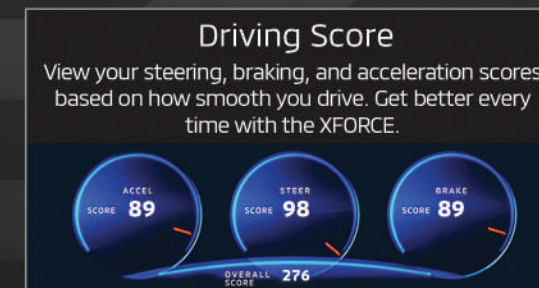 Driving Score
View your steering, braking, and acceleration scores
based on how smooth you drive. Get better every
time with the XFORCE.
ACCEL
SCORE 89
STEER
SCORE 98
BRAKE
SCORE 89
OVERALL
SCORE 276